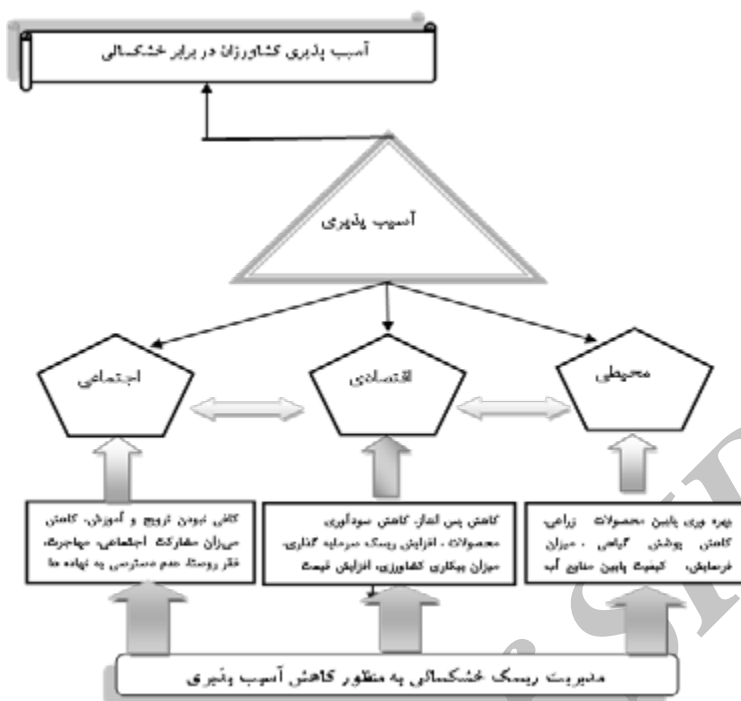 آسیب پذیری کشاورزان در برابر خشکسالی
آسیب پذیری
محیطی
اقتصادی
اجتماعی
بهره وری پایین محصولات زراعی،
کاهش پوشش گیاهی ، میزان
فرسایش، کیفیت پایین منابع آب
کاهش پس انداز، کاهش سودآوری
محصولات ، افزایش ریسک سرمایه گذاری،
میزان بیکاری کشاورزی، افزایش قیمت
کافی نبودن ترویج و آموزش، کاهش
میزان مشارکت اجتماعی، مهاجرت،
فقر روستا، عدم دسترسی به نهاده ها
مدیریت ریسک خشکسالی به منظور کاهش آسیب پذیری